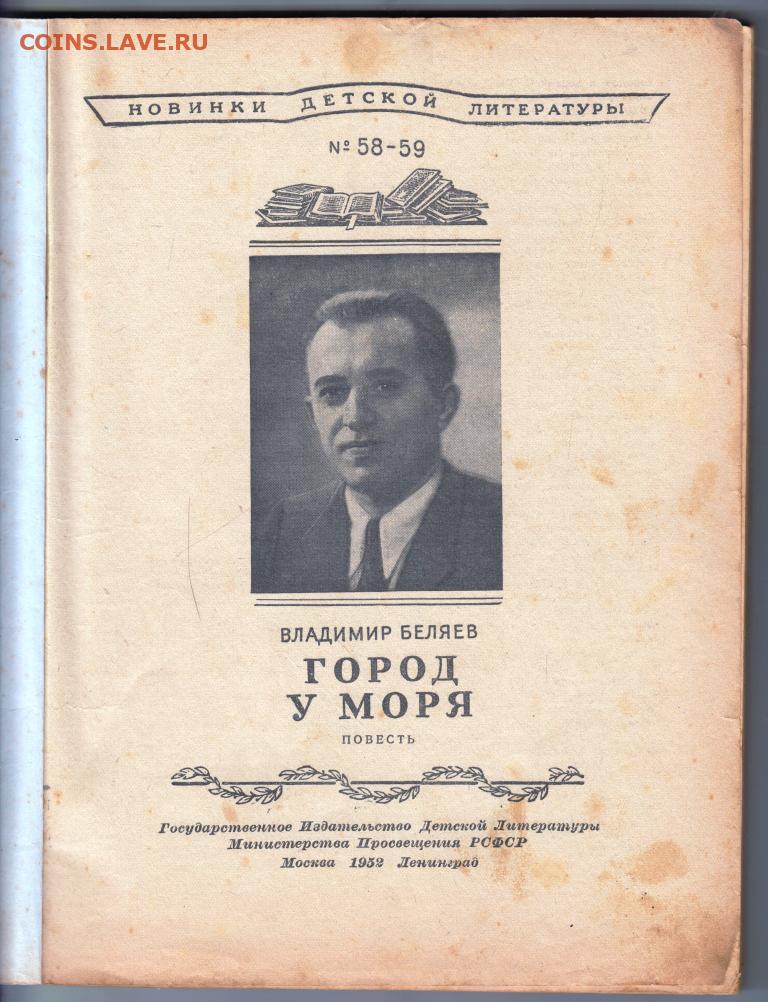 COINS.LAVE.RU
НОВИНКИ ДЕТСКОЙ ЛИТЕРАТУРЫ
№ 58-59
ВЛАДИМИР БЕЛЯЕВ
ГОРОД
У МОРЯ
ПОВЕСТЬ
Государственное Издательство Детской Литературы
Министерства Просвещения РСФСР
Москва 1952 Ленинград